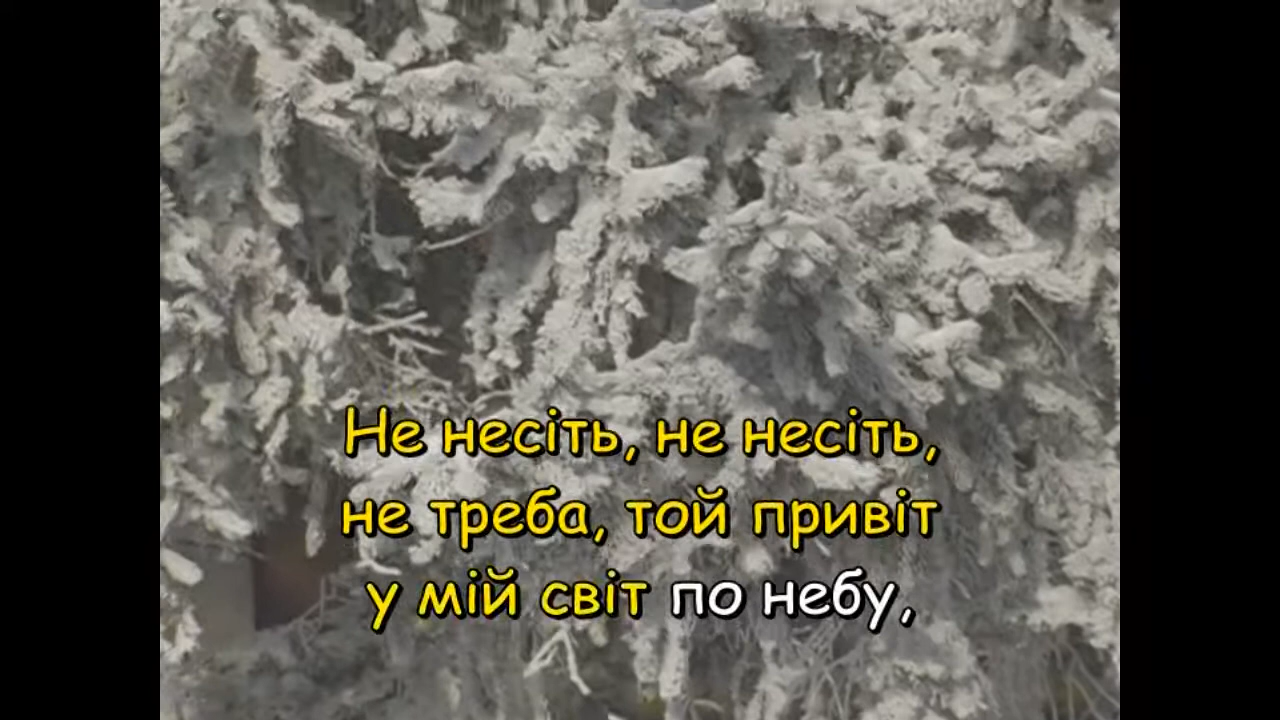 Не несіть, не несіть,
не треба, той привіт
у мій світ по небу,